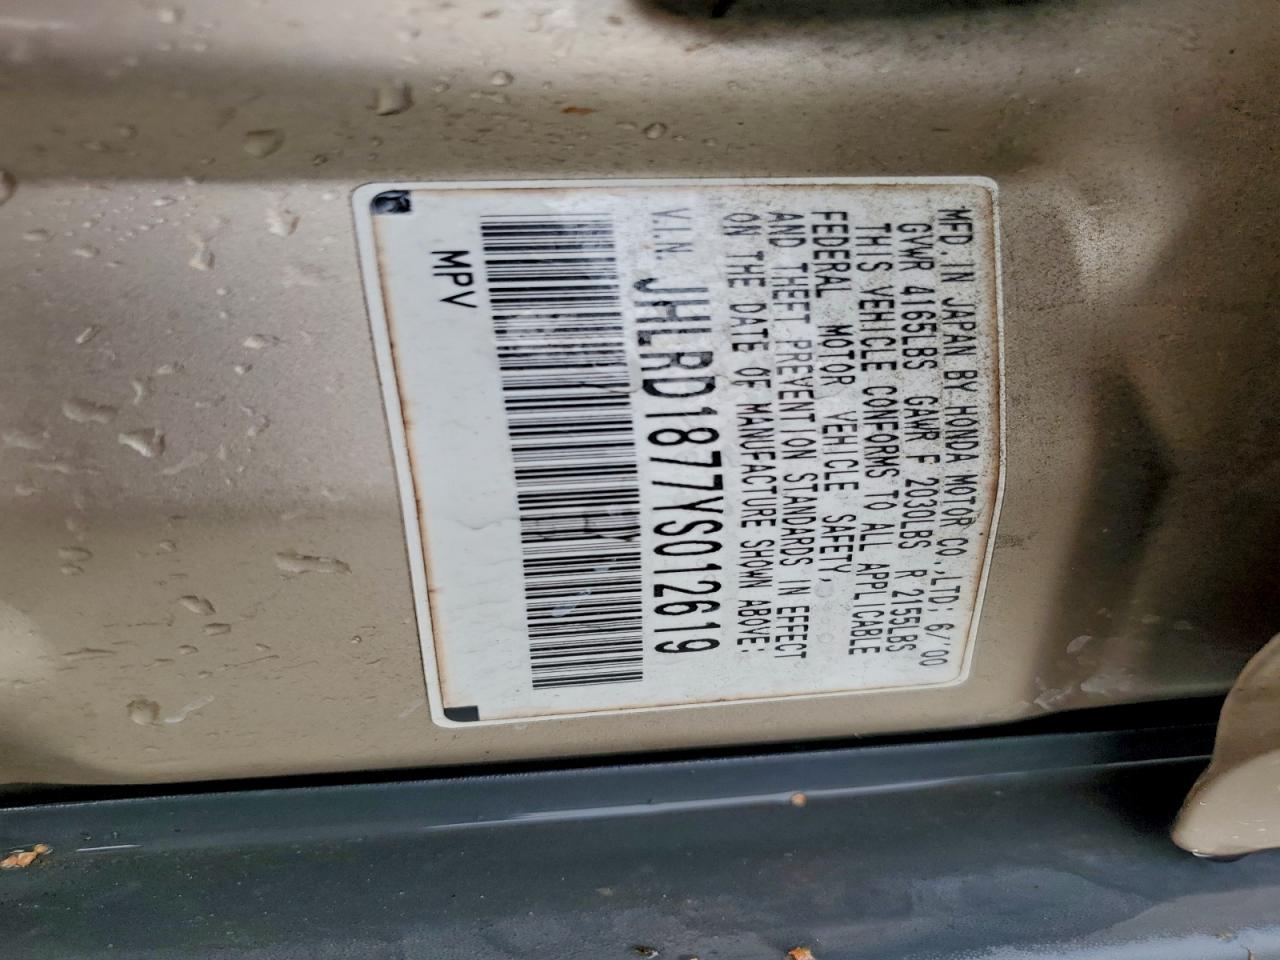 MFD. IN JAPAN BY HONDA MOTOR CO., LTD; 6/'00
GVWR 4165LBS GAWR F 2030LBS R 2155LBS
THIS VEHICLE CONFORMS TO ALL APPLICABLE
FEDERAL MOTOR VEHICLE SAFETY,
AND THEFT PREVENTION STANDARDS IN EFFECT
ON THE DATE OF MANUFACTURE SHOWN ABOVE;
V.I.N. JHLRD1877YS012619
MPV